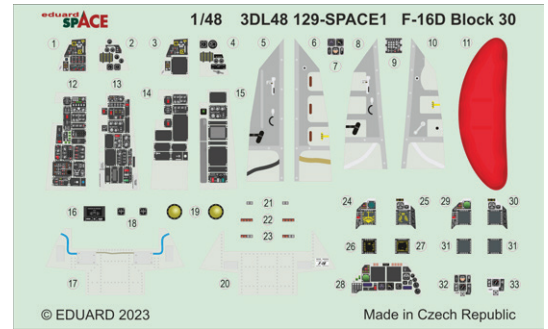 eduard
SPACE 1/48 3DL48 129-SPACE1 F-16D Block 30
1 2 3 4 5 6 8 10 11
7 9
12 13 14 15
16 18 19 21 24 25 29 30
22
23 26 27 31 31
17 20 28 32 33
© EDUARD 2023 Made in Czech Republic